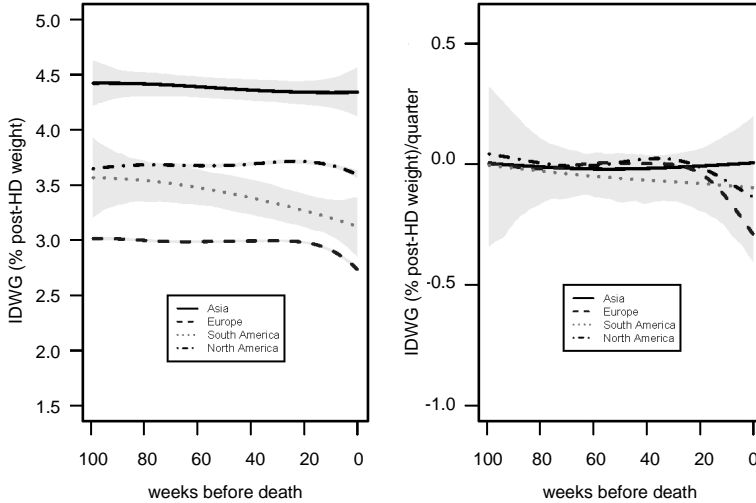 IDWG (% post-HD weight)
5.0
4.5
4.0
3.5
3.0
2.5
2.0
1.5
Asia
Europe
South America
North America
100 80 60 40 20 0
weeks before death
IDWG (% post-HD weight)/quarter
0.5
0.0
-0.5
-1.0
Asia
Europe
South America
North America
100 80 60 40 20 0
weeks before death